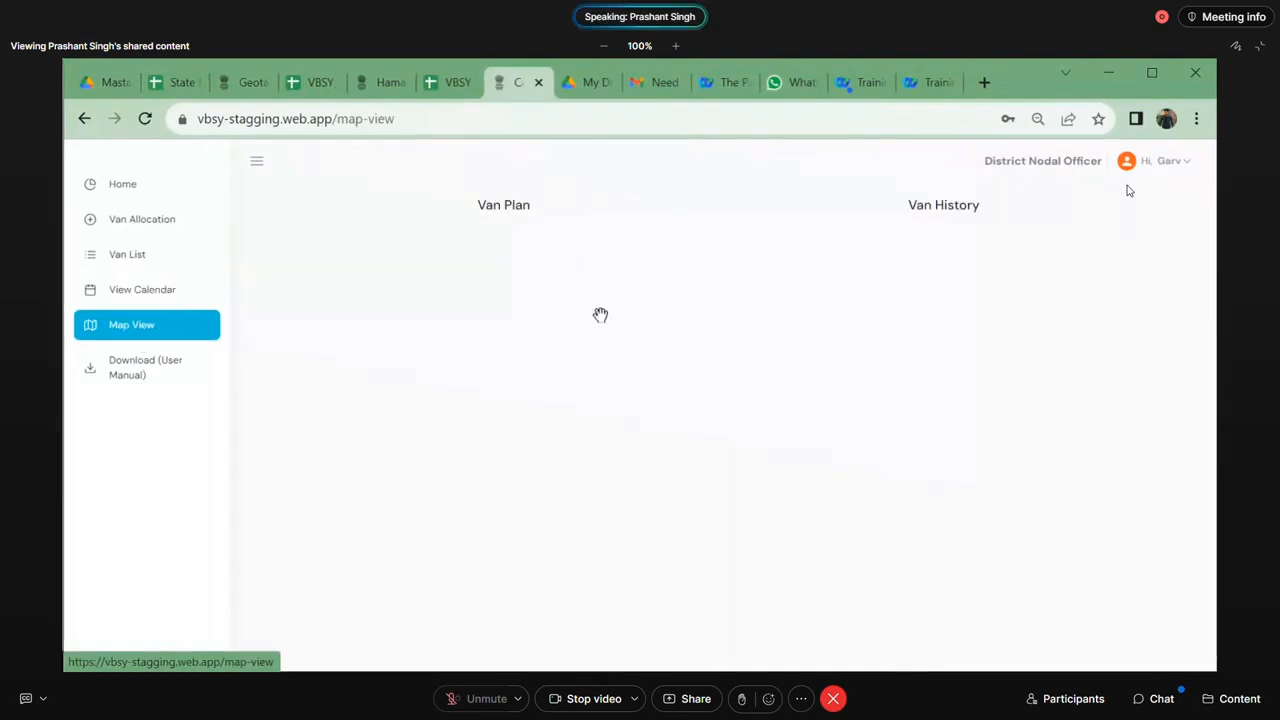 Speaking: Prashant Singh
Meeting info
Viewing Prashant Singh's shared content
100%
Maste
State
Geota
VBSY
Hama
VBSY
My D
Need
The P
What
Traini
Traini
vbsy-stagging.web.app/map-view
District Nodal Officer
Hi, Garv
Home
Van Plan
Van History
Van Allocation
Van List
View Calendar
Map View
Download (User
Manual)
https://vbsy-stagging.web.app/map-view
Unmute
Stop video
Share
Participants
Chat
Content